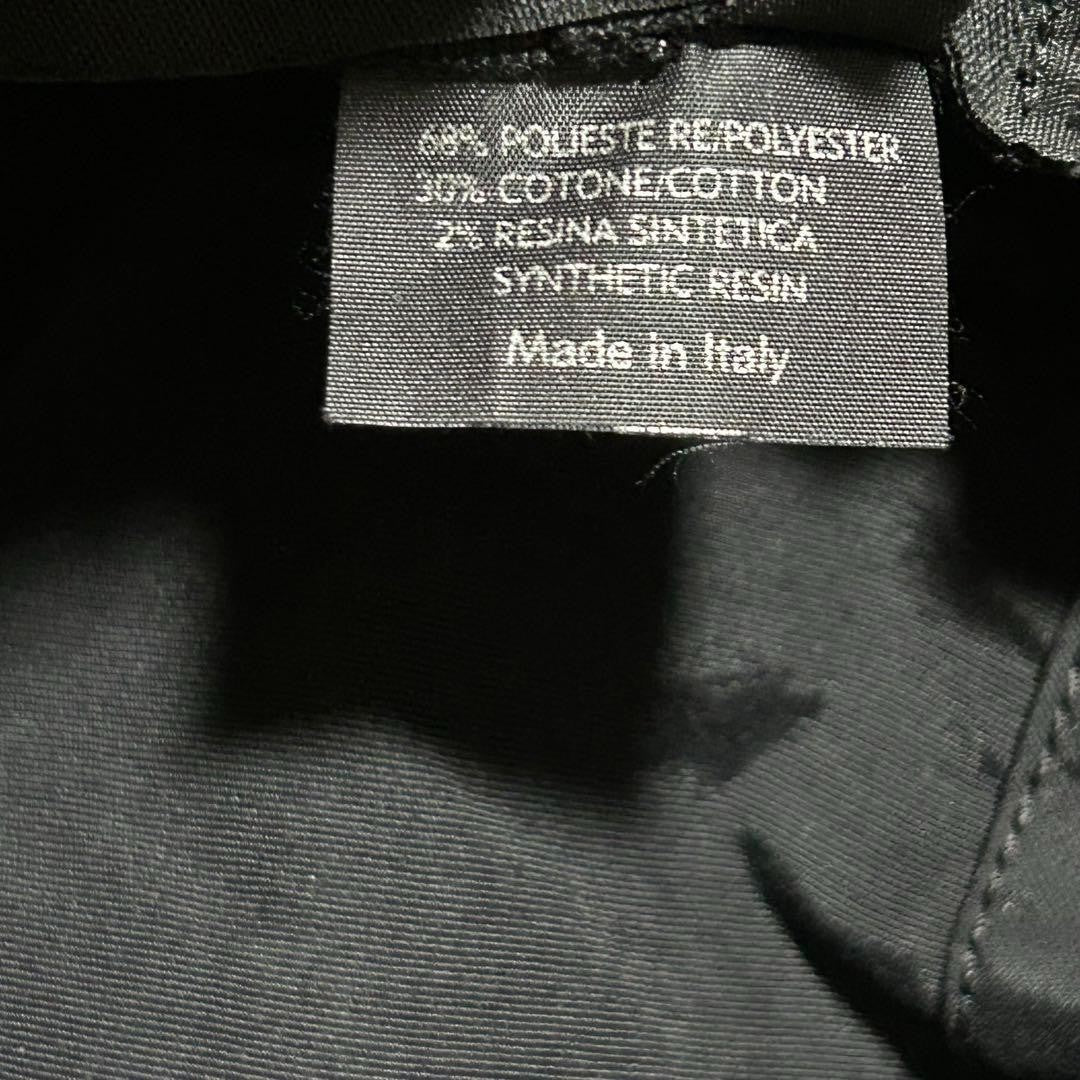 68% POLIESTE RE/POLYESTER
30% COTONE/COTTON
2% RESINA SINTETICA
SYNTHETIC RESIN
Made in Italy